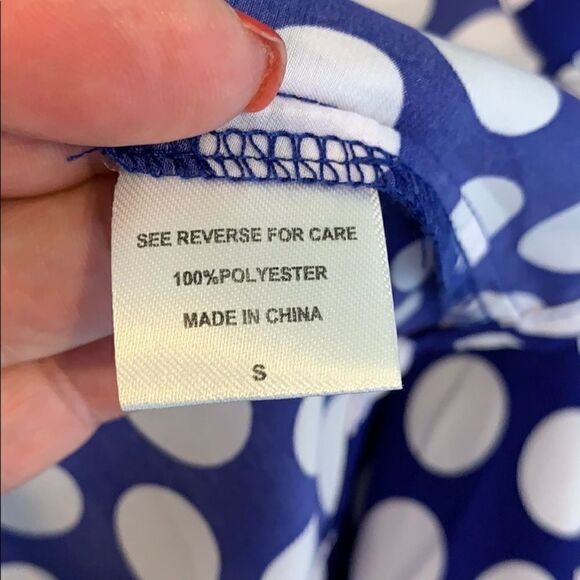 SEE REVERSE FOR CARE
100%POLYESTER
MADE IN CHINA
S